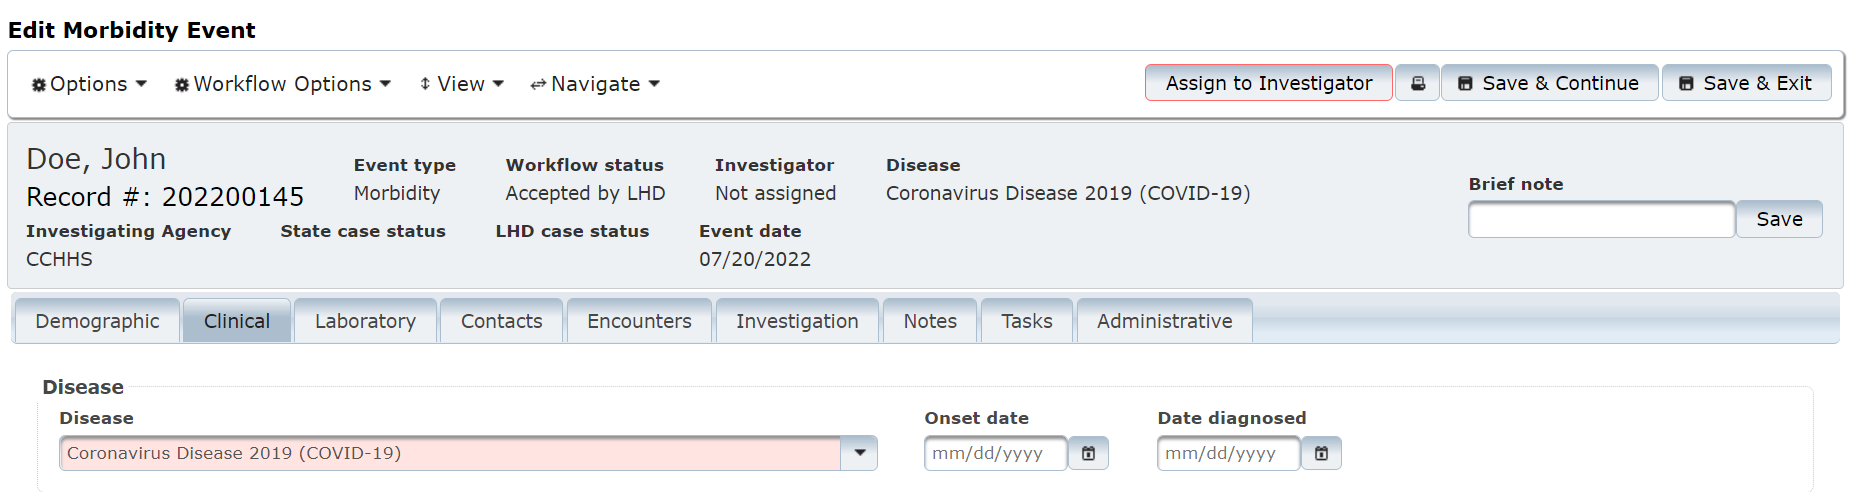 Edit Morbidity Event
Options Workflow Options View Navigate Assign to Investigator Save & Continue Save & Exit
Doe, John
Record #: 202200145
Event type Workflow status Investigator Disease
Morbidity Accepted by LHD Not assigned Coronavirus Disease 2019 (COVID-19)
Brief note
Save
Investigating Agency State case status LHD case status Event date
CCHHS 07/20/2022
Demographic Clinical Laboratory Contacts Encounters Investigation Notes Tasks Administrative
Disease
Disease Onset date Date diagnosed
Coronavirus Disease 2019 (COVID-19) mm/dd/yyyy mm/dd/yyyy